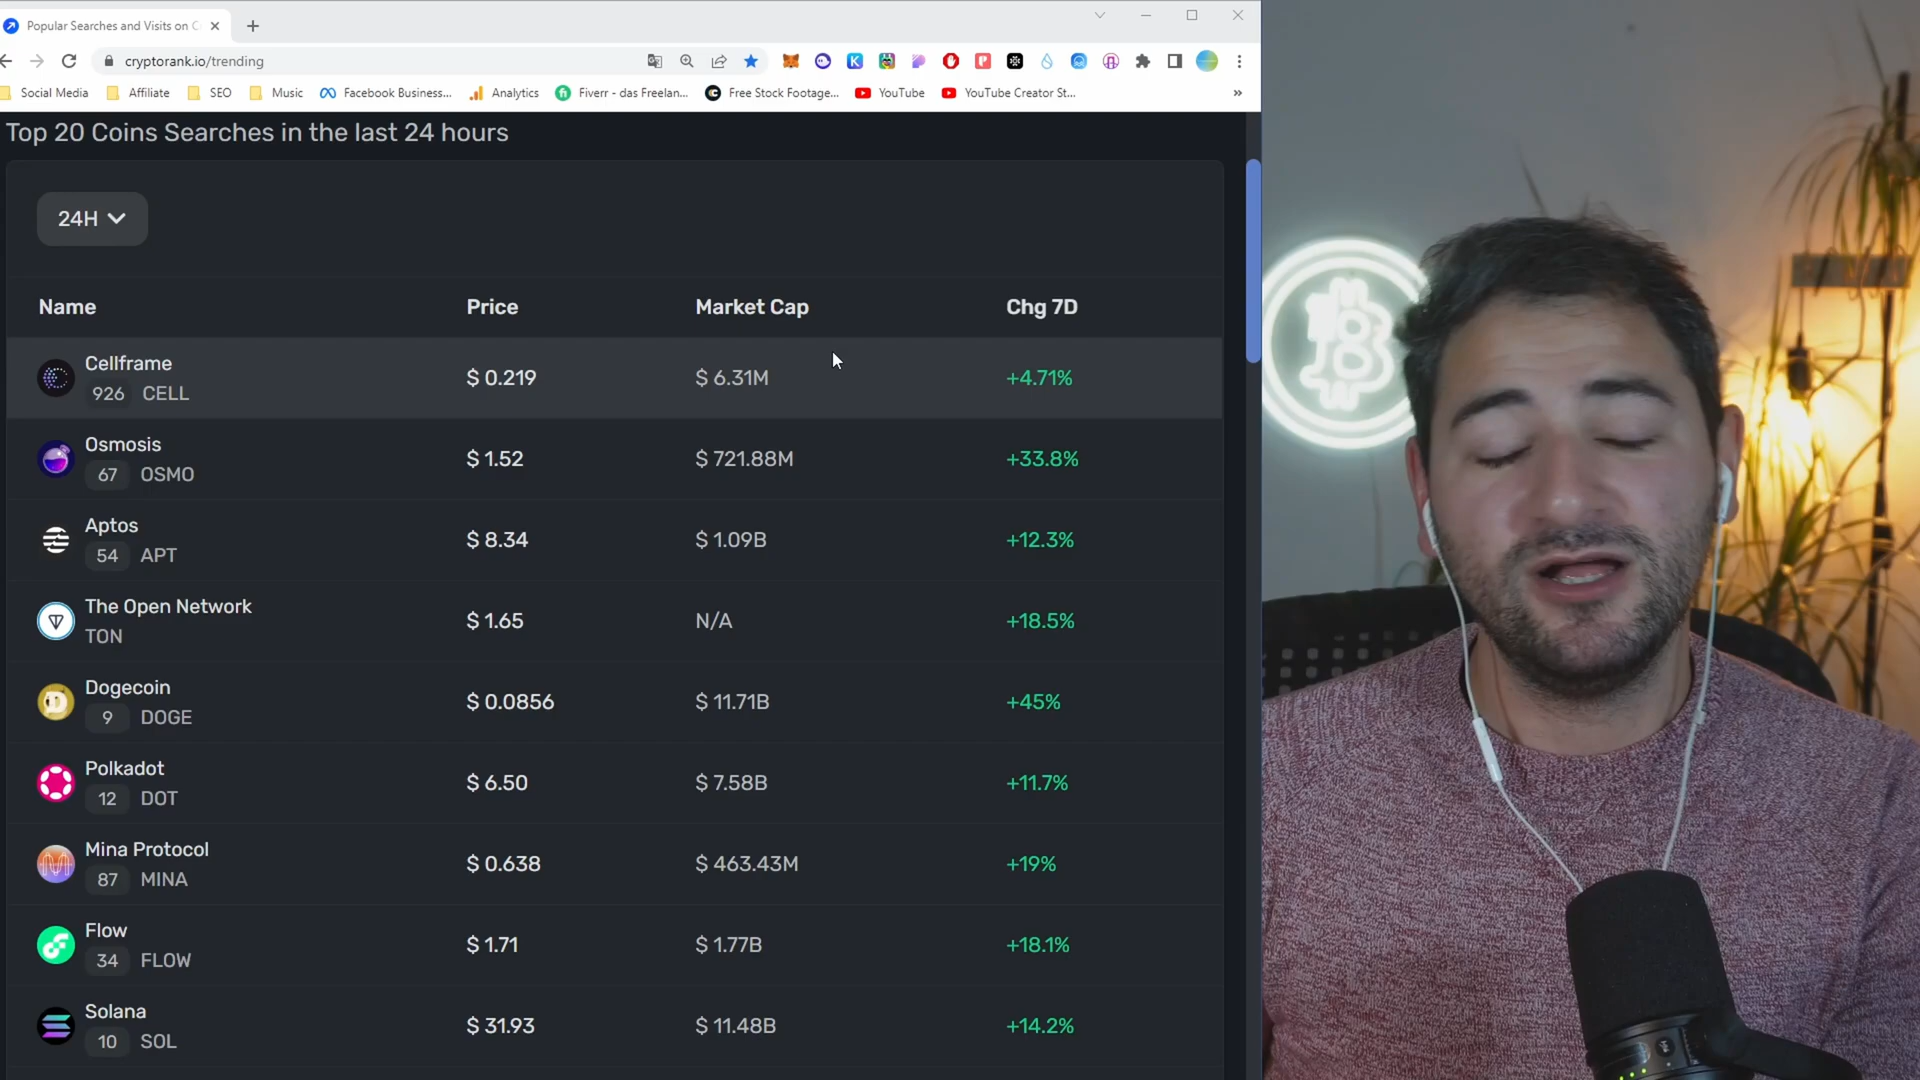 Popular Searches and Visits on C
cryptorank.io/trending
Social Media
Affiliate
SEO
Music
Facebook Business...
Analytics
Fiverr - das Freelan...
Free Stock Footage...
YouTube
YouTube Creator St...
»
Top 20 Coins Searches in the last 24 hours
24H
Name Price Market Cap Chg 7D
Cellframe
926 CELL
$ 0.219 $ 6.31M +4.71%
Osmosis
67 OSMO
$ 1.52 $ 721.88M +33.8%
Aptos
54 APT
$ 8.34 $ 1.09B +12.3%
The Open Network
TON
$ 1.65 N/A +18.5%
Dogecoin
9 DOGE
$ 0.0856 $ 11.71B +45%
Polkadot
12 DOT
$ 6.50 $ 7.58B +11.7%
Mina Protocol
87 MINA
$ 0.638 $ 463.43M +19%
Flow
34 FLOW
$ 1.71 $ 1.77B +18.1%
Solana
10 SOL
$ 31.93 $ 11.48B +14.2%